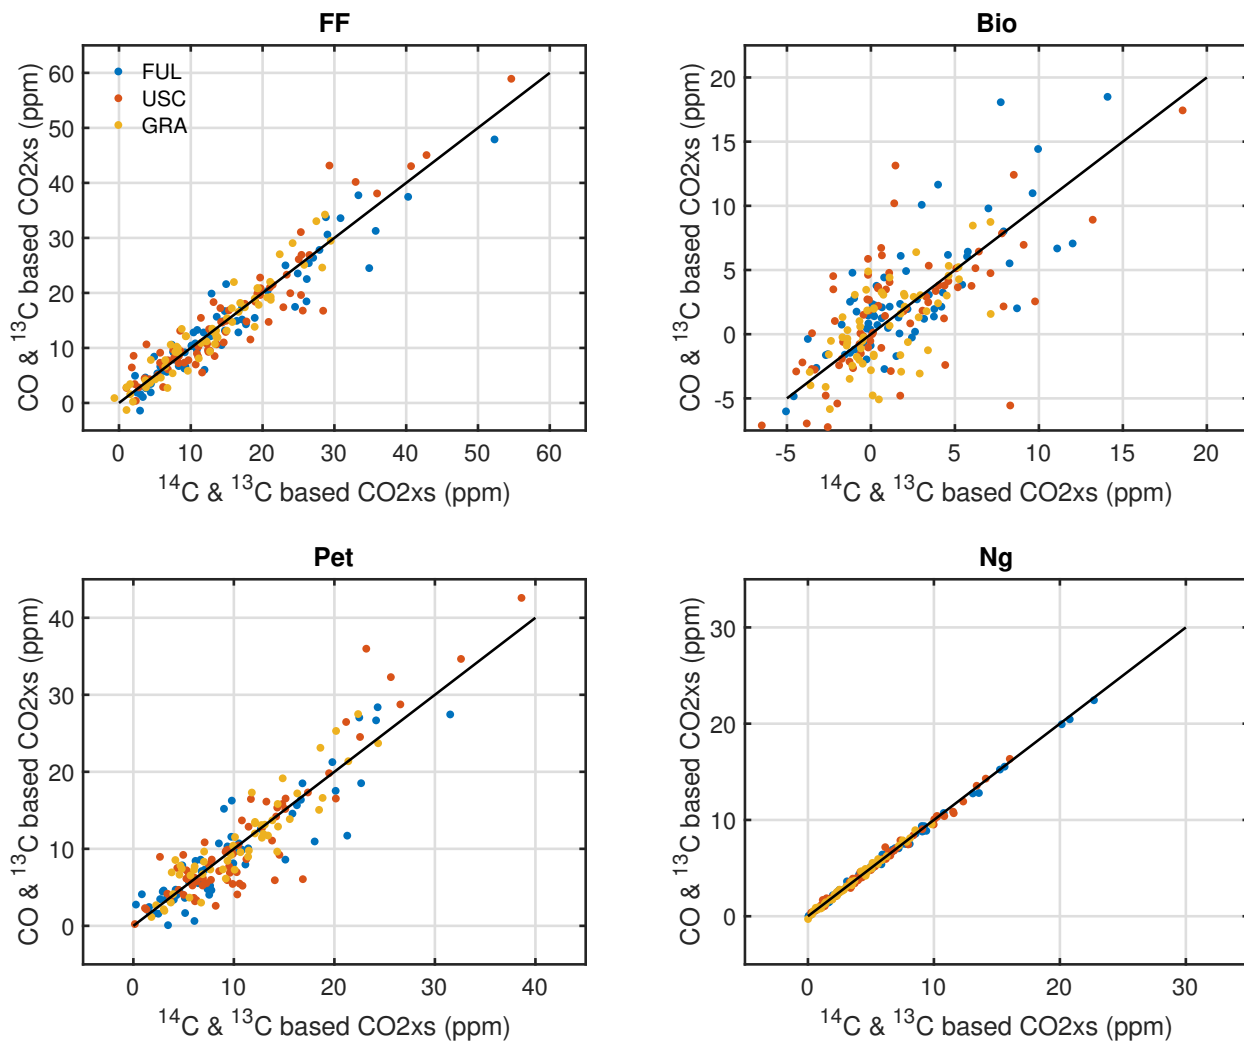 FF
60
50
40
30
20
10
0
CO & ¹³C based CO2xs (ppm)
FUL
USC
GRA
0 10 20 30 40 50 60
¹⁴C & ¹³C based CO2xs (ppm)
Bio
20
15
10
5
0
-5
CO & ¹³C based CO2xs (ppm)
-5 0 5 10 15 20
¹⁴C & ¹³C based CO2xs (ppm)
Pet
40
30
20
10
0
CO & ¹³C based CO2xs (ppm)
0 10 20 30 40
¹⁴C & ¹³C based CO2xs (ppm)
Ng
30
20
10
0
CO & ¹³C based CO2xs (ppm)
0 10 20 30
¹⁴C & ¹³C based CO2xs (ppm)